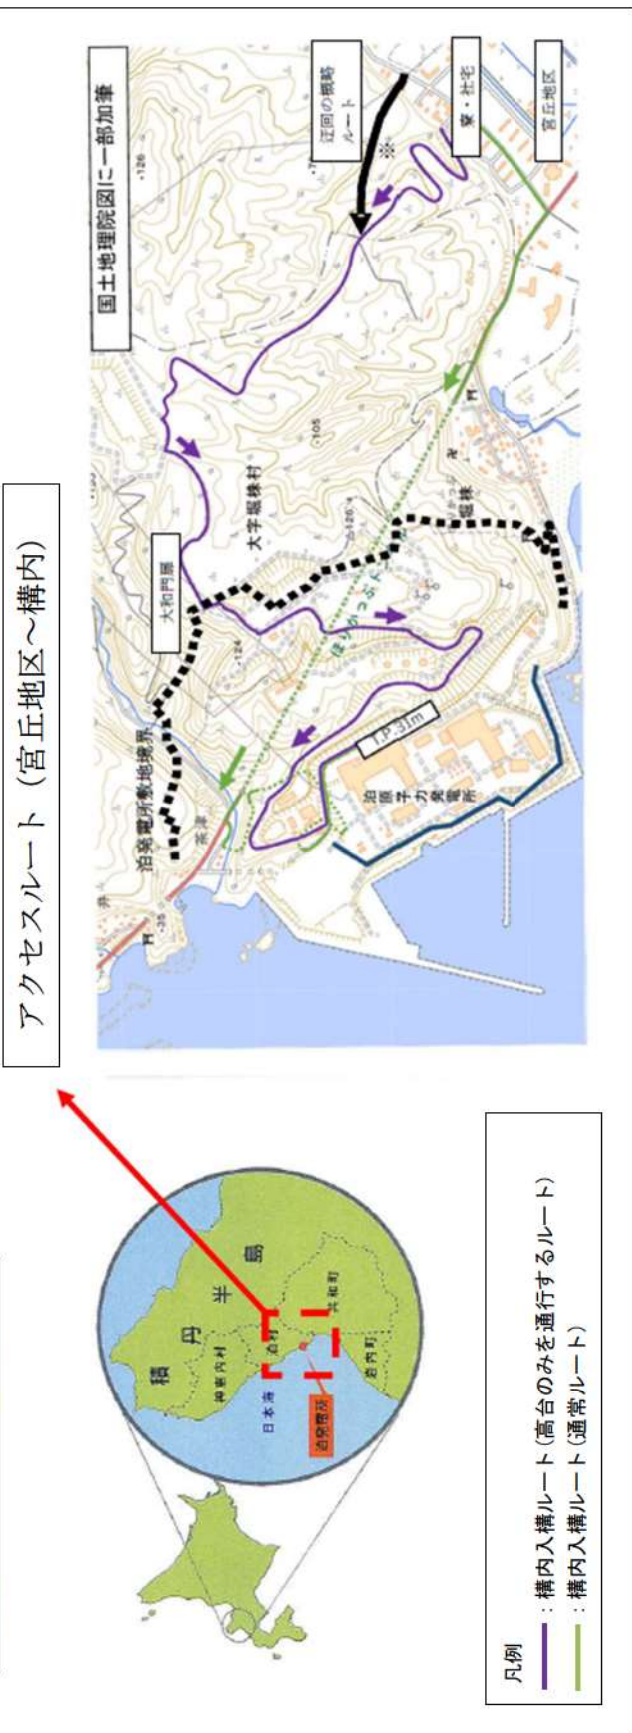 アクセスルート（宮丘地区～構内）
国土地理院図に一部加筆
迂回の概略
ルート
※
寮・社宅
宮丘地区
・126
・105
大字堀株村
大和門扉
・124
堀株
T.P.31m
泊原子力発電所
泊発電所敷地境界
茶津
・35
積丹半島
神恵内村
泊村
共和町
岩内町
日本海
泊発電所
凡例
：構内入構ルート（高台のみを通行するルート）
：構内入構ルート（通常ルート）